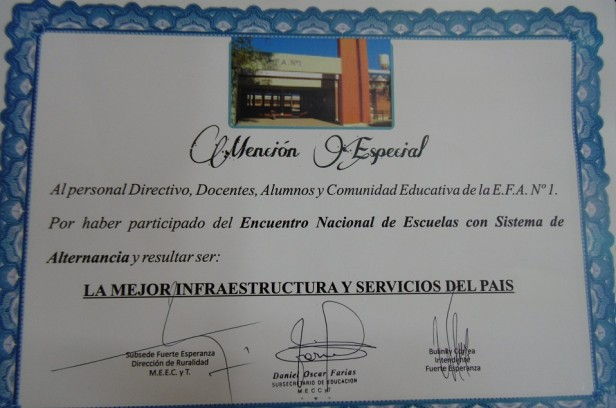 E.F.A. Nº1
Mención Especial
Al personal Directivo, Docentes, Alumnos y Comunidad Educativa de la E.F.A. Nº 1.
Por haber participado del Encuentro Nacional de Escuelas con Sistema de
Alternancia y resultar ser:
LA MEJOR INFRAESTRUCTURA Y SERVICIOS DEL PAIS
Subsede Fuerte Esperanza
Dirección de Ruralidad
M.E.E.C. y T.
Daniel Oscar Farias
SUBSECRETARIO DE EDUCACION
M E C C y T
Correa
Intendente
Fuerte Esperanza